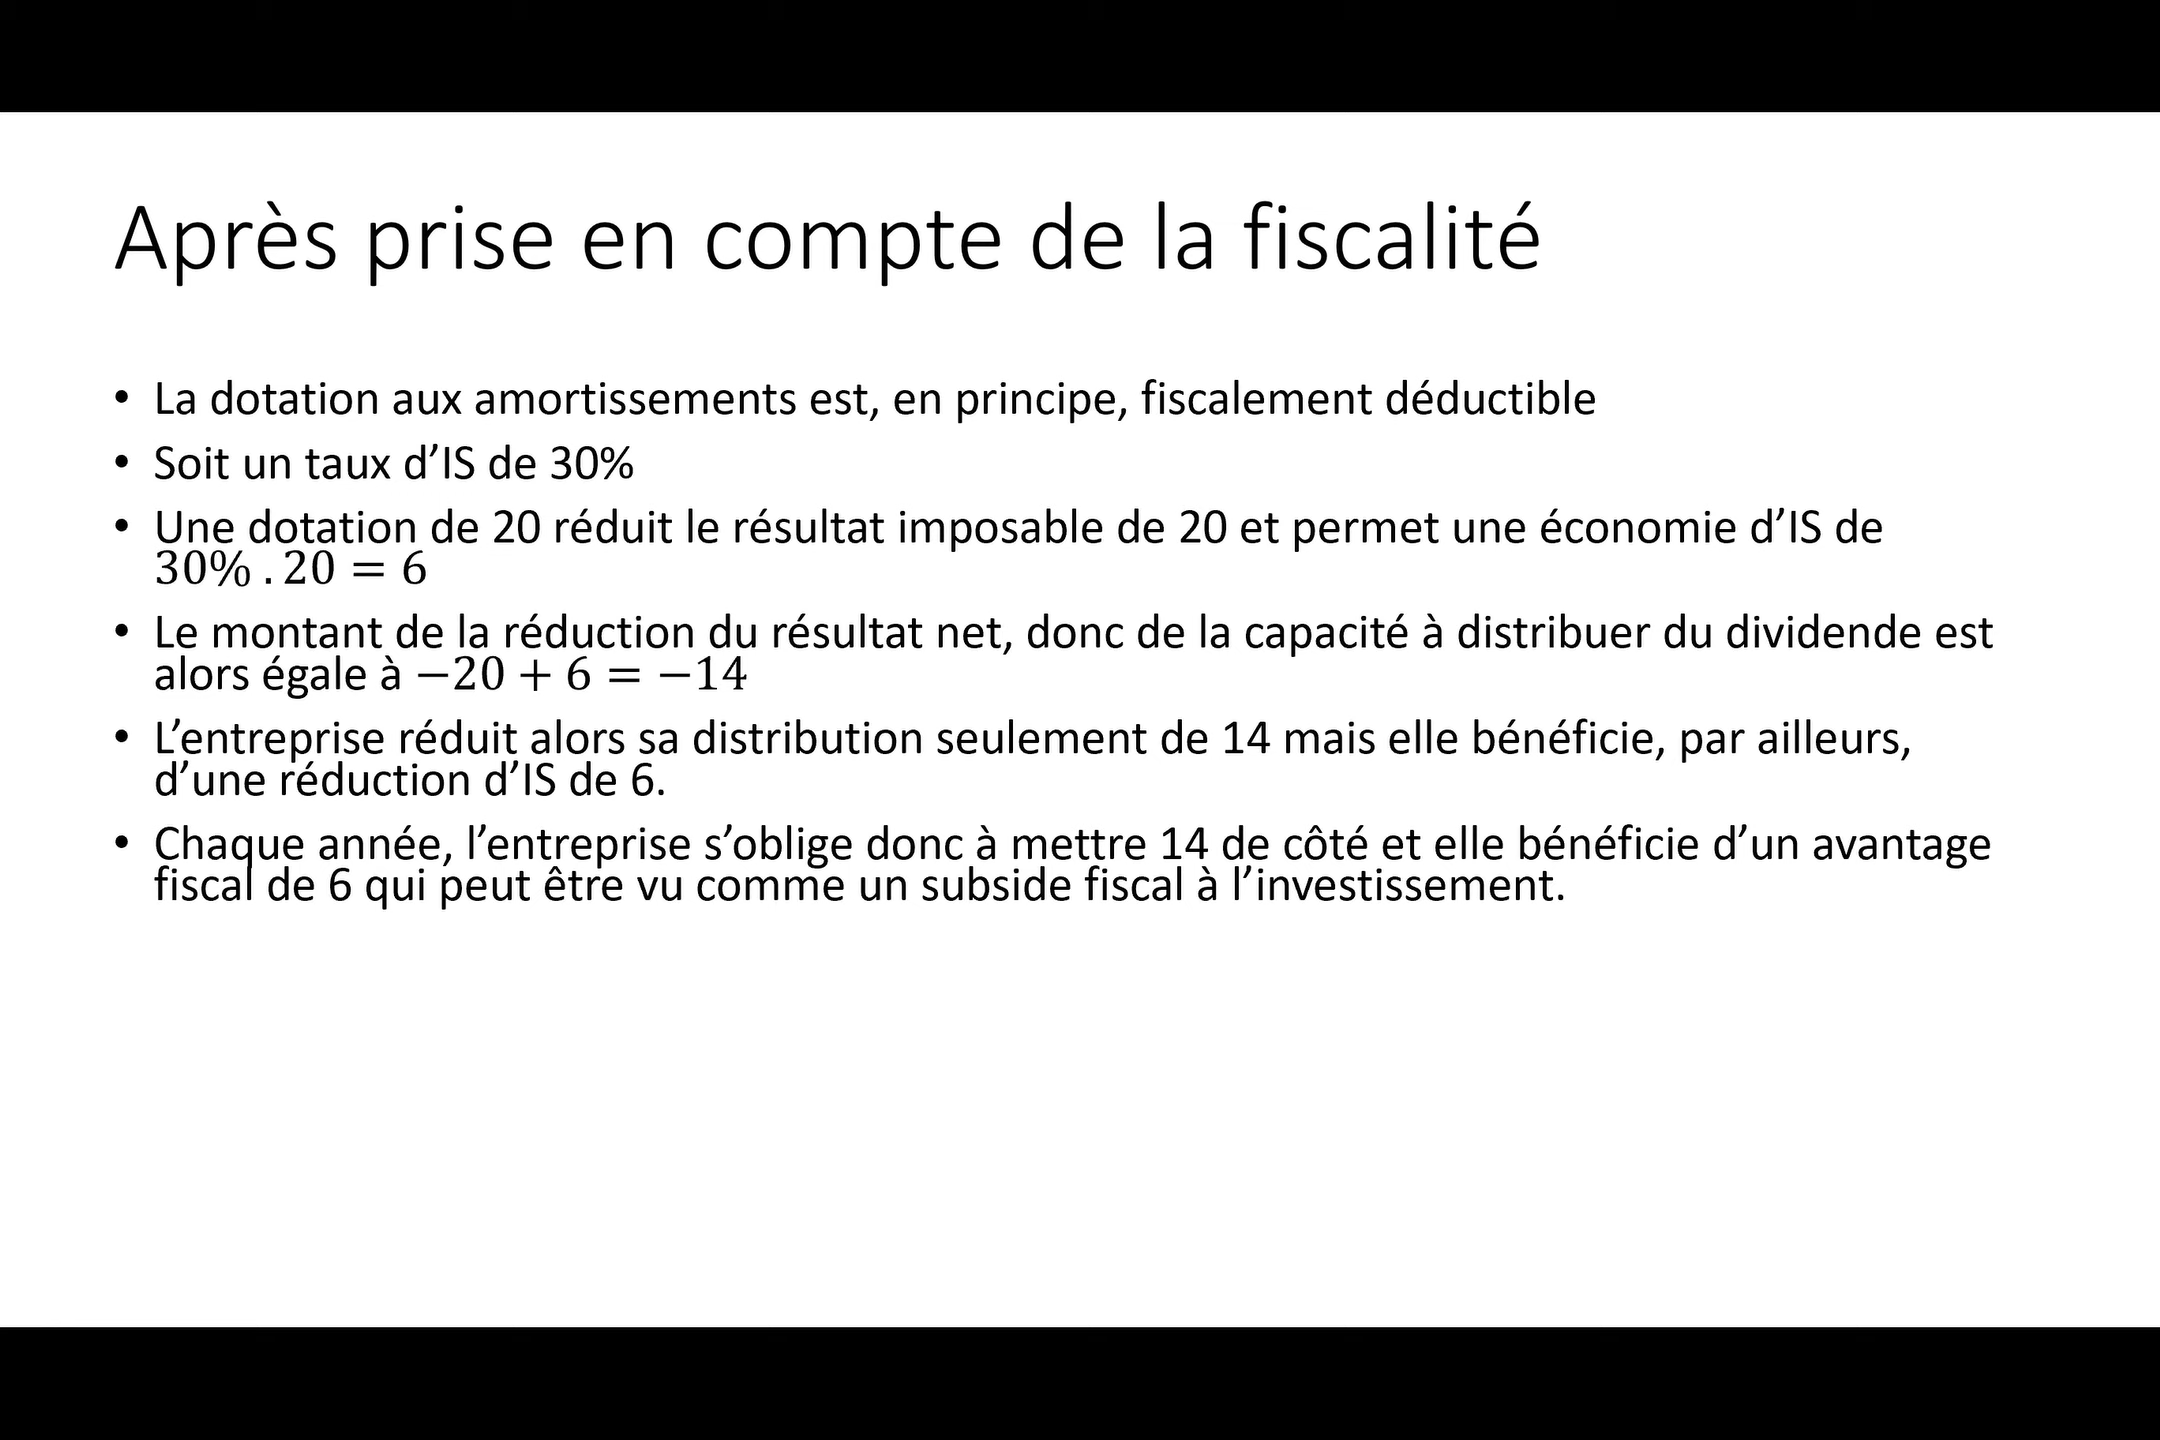 Après prise en compte de la fiscalité
• La dotation aux amortissements est, en principe, fiscalement déductible
• Soit un taux d’IS de 30%
• Une dotation de 20 réduit le résultat imposable de 20 et permet une économie d’IS de
30% . 20 = 6
• Le montant de la réduction du résultat net, donc de la capacité à distribuer du dividende est
alors égale à −20 + 6 = −14
• L’entreprise réduit alors sa distribution seulement de 14 mais elle bénéficie, par ailleurs,
d’une réduction d’IS de 6.
• Chaque année, l’entreprise s’oblige donc à mettre 14 de côté et elle bénéficie d’un avantage
fiscal de 6 qui peut être vu comme un subside fiscal à l’investissement.